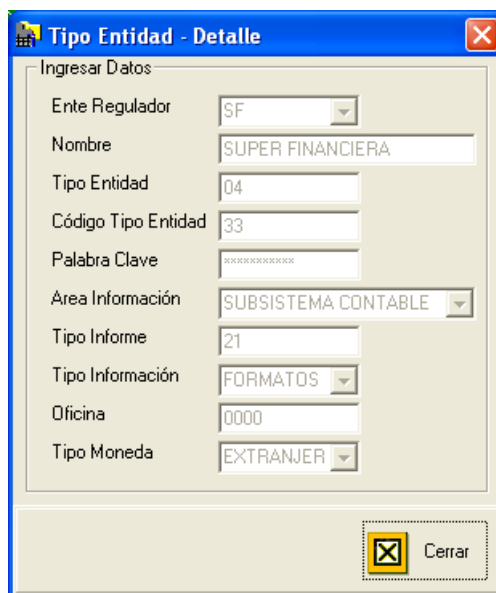 Tipo Entidad - Detalle
Ingresar Datos
Ente Regulador SF
Nombre SUPER FINANCIERA
Tipo Entidad 04
Código Tipo Entidad 33
Palabra Clave ***********
Area Información SUBSISTEMA CONTABLE
Tipo Informe 21
Tipo Información FORMATOS
Oficina 0000
Tipo Moneda EXTRANJER
Cerrar